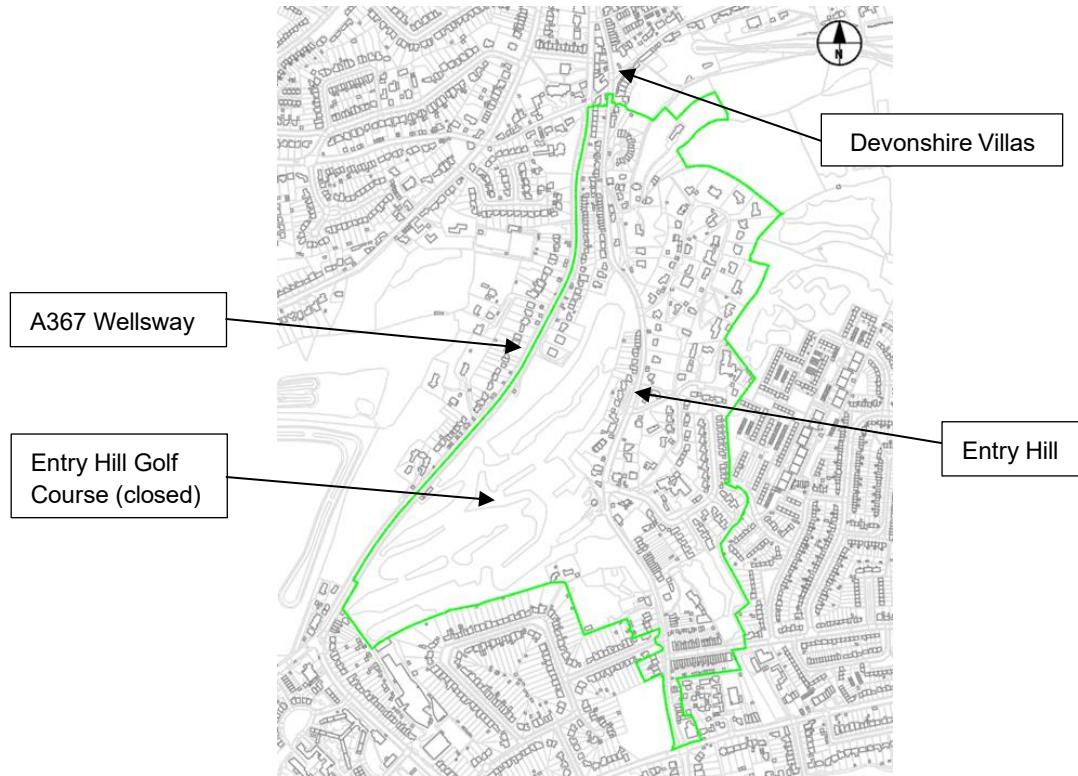 N
Devonshire Villas
A367 Wellsway
Entry Hill
Entry Hill Golf
Course (closed)